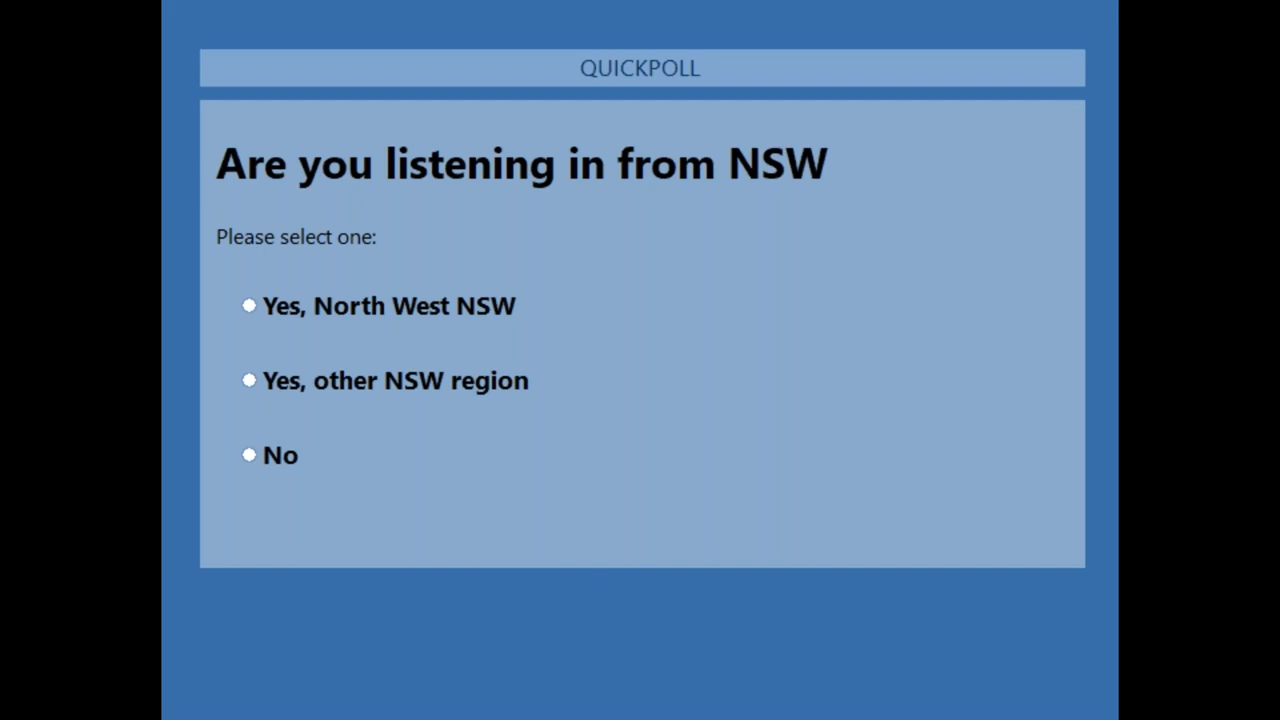 QUICKPOLL
Are you listening in from NSW
Please select one:
Yes, North West NSW
Yes, other NSW region
No